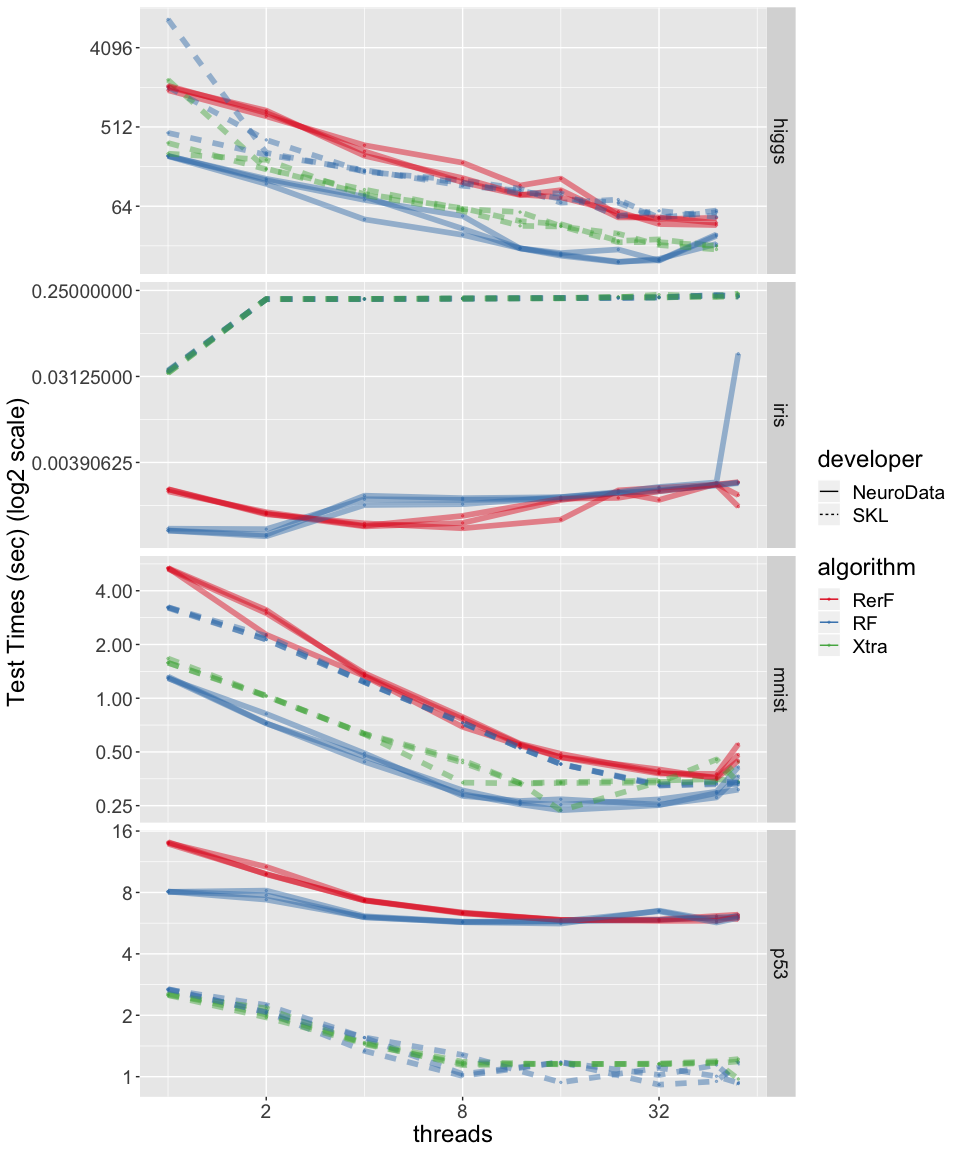 Test Times (sec) (log2 scale)
4096
512
64
higgs
0.25000000
0.03125000
0.00390625
iris
4.00
2.00
1.00
0.50
0.25
mnist
16
8
4
2
1
p53
2
8
32
threads
developer
NeuroData
SKL
algorithm
RerF
RF
Xtra